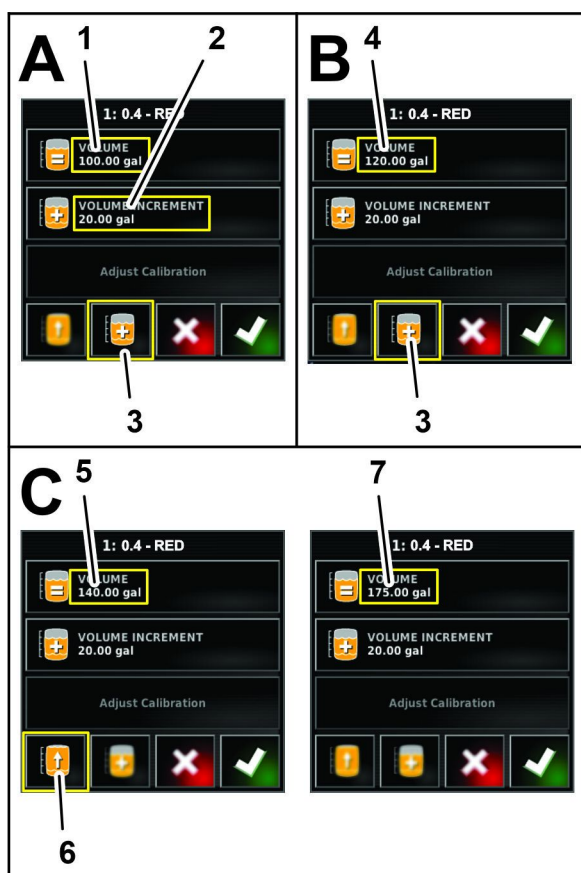 A
1
2
1: 0.4 - RED
VOLUME
100.00 gal
VOLUME INCREMENT
20.00 gal
Adjust Calibration
3
B
4
1: 0.4 - RED
VOLUME
120.00 gal
VOLUME INCREMENT
20.00 gal
Adjust Calibration
3
C
5
1: 0.4 - RED
VOLUME
140.00 gal
VOLUME INCREMENT
20.00 gal
Adjust Calibration
6
7
1: 0.4 - RED
VOLUME
175.00 gal
VOLUME INCREMENT
20.00 gal
Adjust Calibration